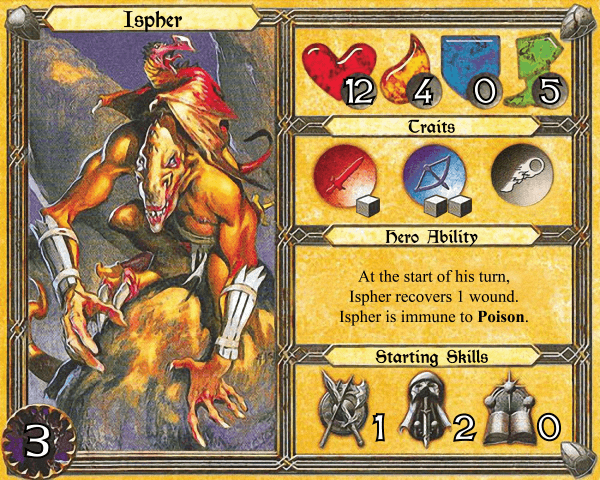 Ispher
12 4 0 5
Traits
Hero Ability
At the start of his turn,
Ispher recovers 1 wound.
Ispher is immune to Poison.
Starting Skills
1 2 0
3